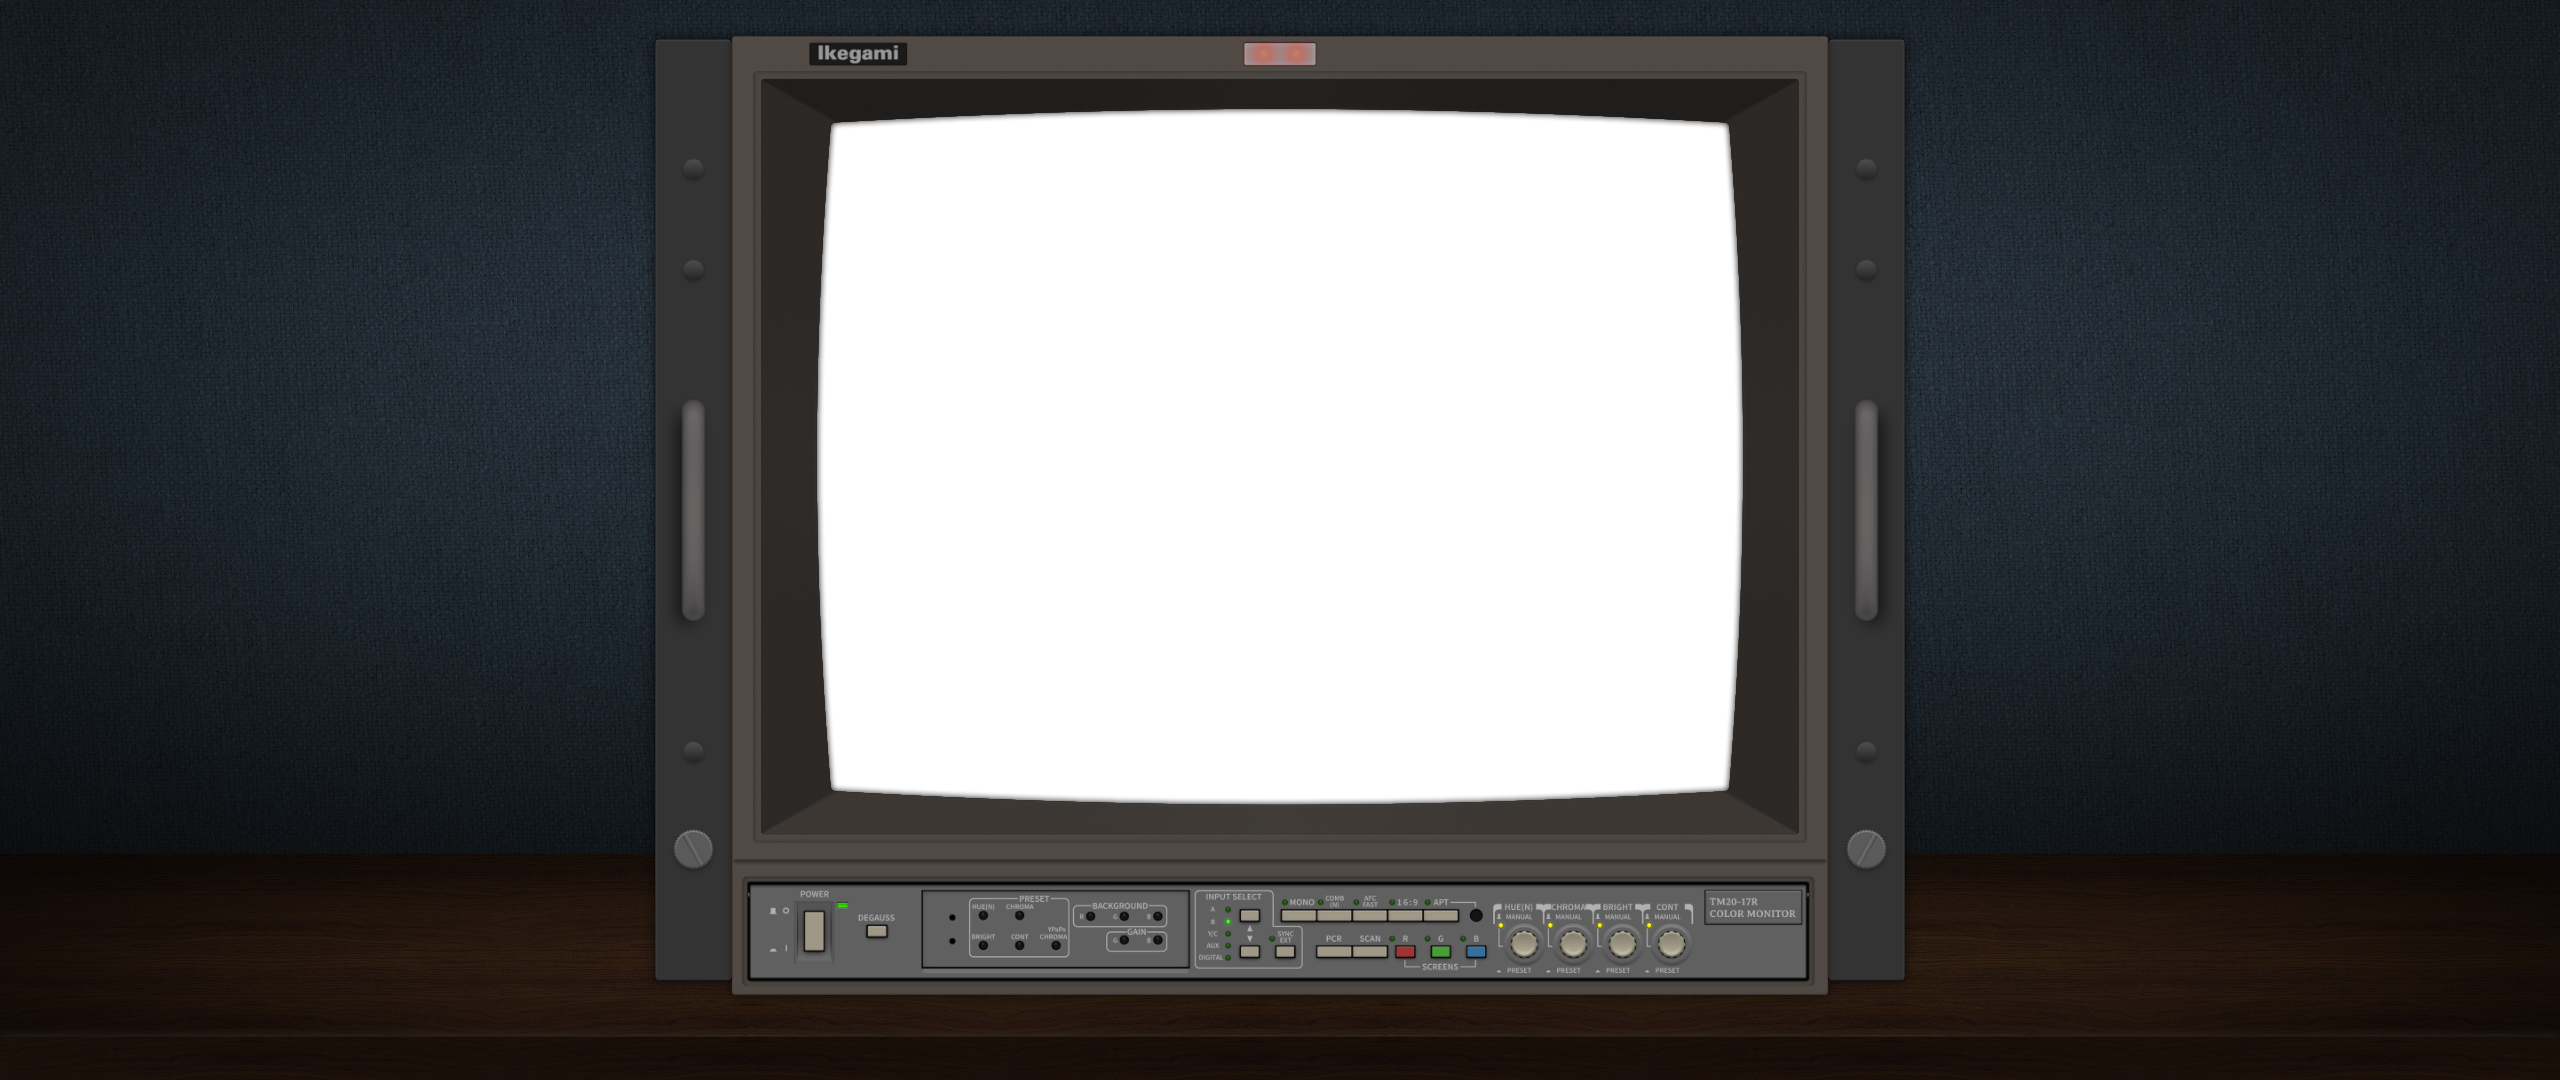 Ikegami
POWER
DEGAUSS
PRESET
HUE(N)
CHROMA
BRIGHT
CONT
YPbPr
CHROMA
BACKGROUND
R
G
B
GAIN
G
B
INPUT SELECT
A
B
Y/C
AUX
DIGITAL
SYNC
EXT
MONO
COMB
(N)
AFC
FAST
16:9
APT
PCR
SCAN
R
G
B
SCREENS
HUE(N)
CHROMA
BRIGHT
CONT
MANUAL
MANUAL
MANUAL
MANUAL
PRESET
PRESET
PRESET
PRESET
TM20-17R
COLOR MONITOR